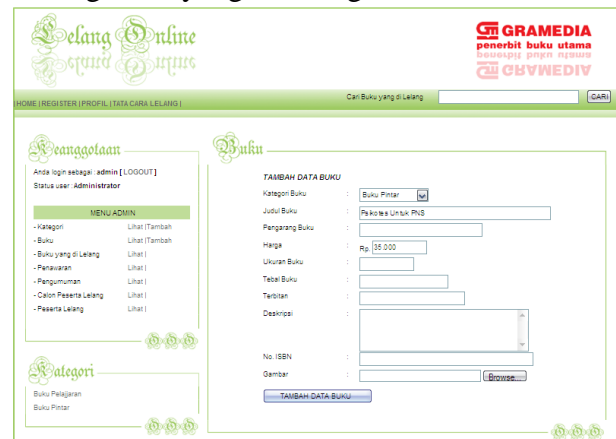 Lelang Online
GRAMEDIA
penerbit buku utama
HOME | REGISTER | PROFIL | TATA CARA LELANG |
Cari Buku yang di Lelang
CARI
Keanggotaan
Anda login sebagai : admin [ LOGOUT ]
Status user : Administrator
MENU ADMIN
- Kategori Lihat |Tambah
- Buku Lihat |Tambah
- Buku yang di Lelang Lihat |
- Penawaran Lihat |
- Pengumuman Lihat |
- Calon Peserta Lelang Lihat |
- Peserta Lelang Lihat |
Kategori
Buku Pelajaran
Buku Pintar
Buku
TAMBAH DATA BUKU
Kategori Buku : Buku Pintar
Judul Buku : Psikotes Untuk PNS
Pengarang Buku :
Harga : Rp. 35.000
Ukuran Buku :
Tebal Buku :
Terbitan :
Deskripsi :
No. ISBN :
Gambar : Browse...
TAMBAH DATA BUKU